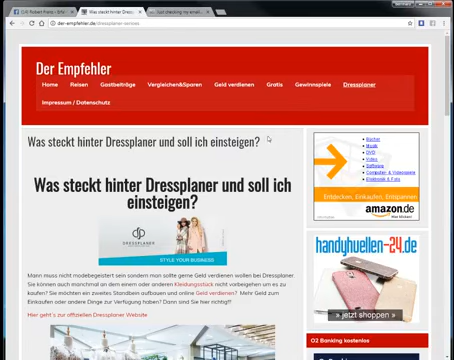 Was steckt hinter Dress
der-empfehler.de/dressplaner-serioes
Der Empfehler
Home Reisen Gastbeiträge Vergleichen&Sparen Geld verdienen Gratis Gewinnspiele Dressplaner
Impressum / Datenschutz
Was steckt hinter Dressplaner und soll ich einsteigen?
Was steckt hinter Dressplaner und soll ich
einsteigen?
DRESSPLANER
STYLE YOUR BUSINESS
Mann muss nicht modebegeistert sein sondern man sollte gerne Geld verdienen wollen bei Dressplaner.
Sie können auch manchmal an dem einem oder anderen Kleidungsstück nicht vorbeigehen um es zu
kaufen? Sie möchten ein zweites Standbein aufbauen und online Geld verdienen? Mehr Geld zum
Einkaufen oder andere Dinge zur Verfügung haben? Dann sind Sie hier richtig!!!
Hier geht's zur offiziellen Dressplaner Website
Bücher
Musik
DVD
Video
Software
Computer- & Videospiele
Elektronik & Foto
Entdecken, Einkaufen, Entspannen
amazon.de
handyhuellen-24.de
» jetzt shoppen »
O2 Banking kostenlos